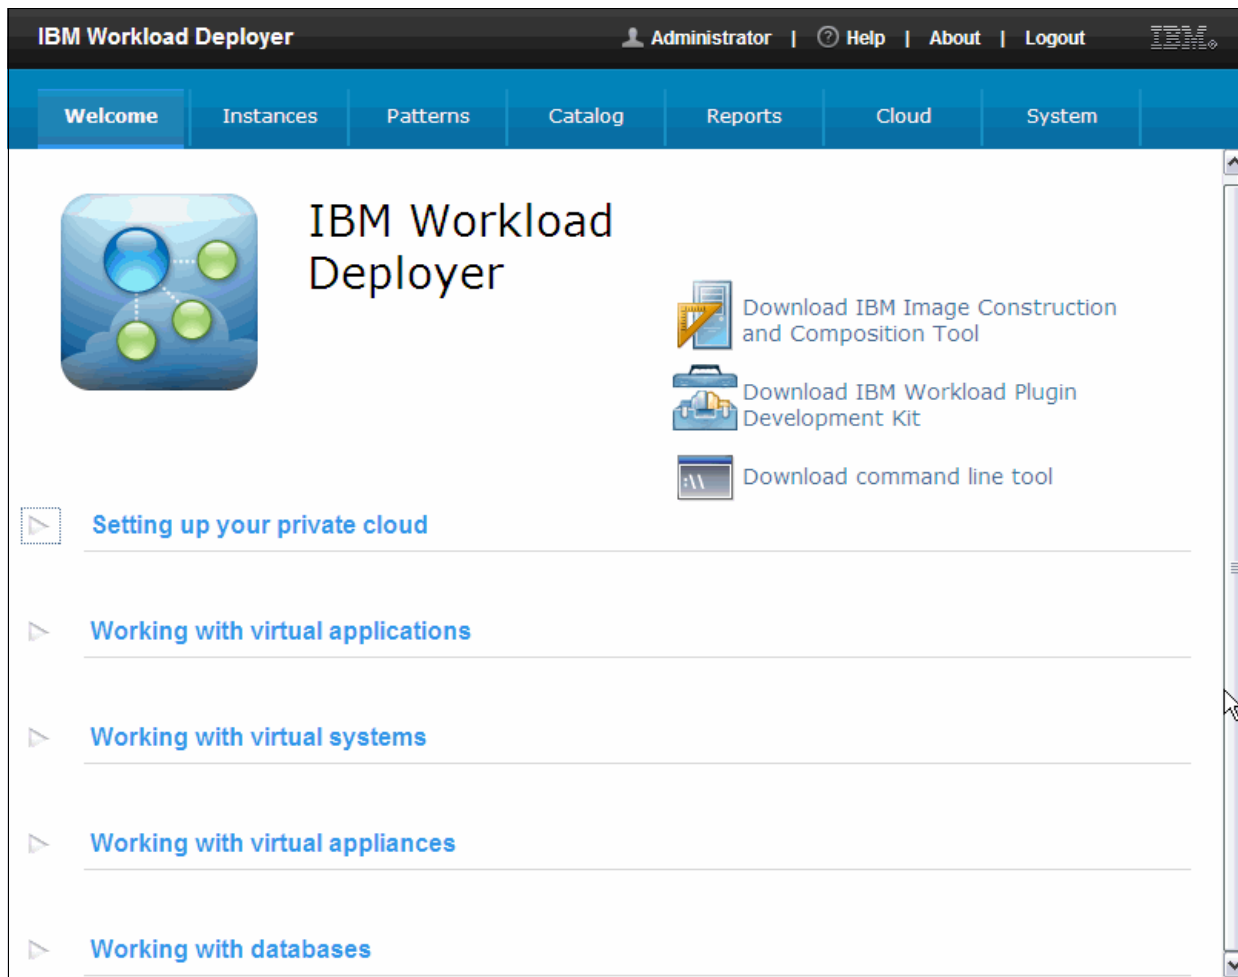 IBM Workload Deployer
Administrator | Help | About | Logout
IBM
Welcome
Instances
Patterns
Catalog
Reports
Cloud
System
IBM Workload
Deployer
Download IBM Image Construction
and Composition Tool
Download IBM Workload Plugin
Development Kit
:\\
Download command line tool
Setting up your private cloud
Working with virtual applications
Working with virtual systems
Working with virtual appliances
Working with databases